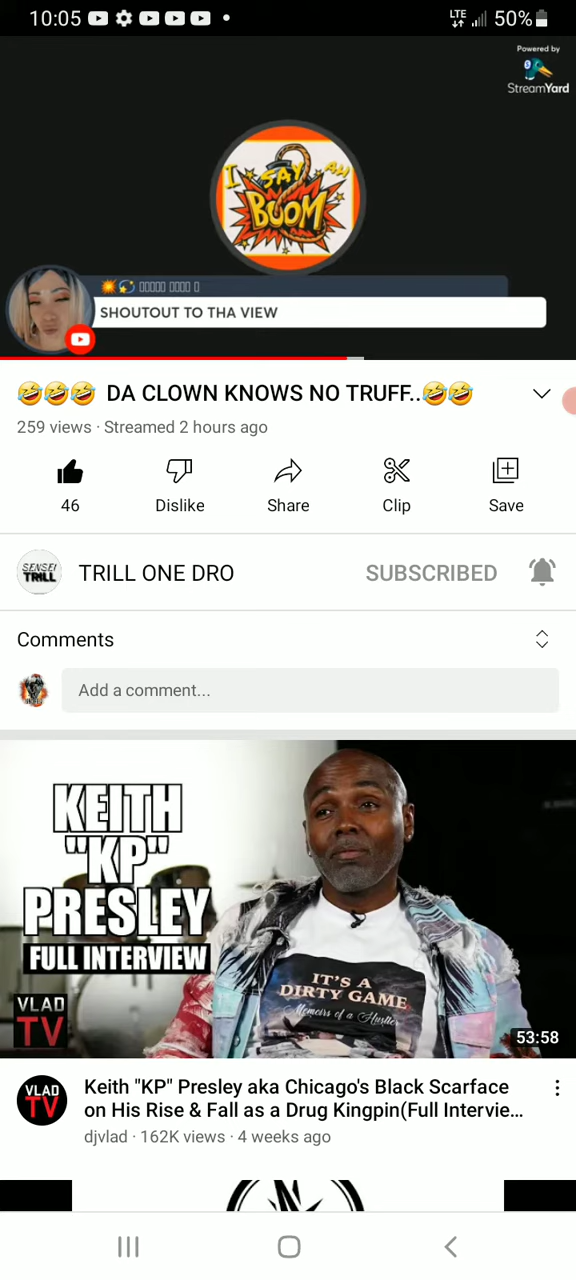 10:05
LTE
50%
Powered by
StreamYard
I SAY AH
BOOM
SHOUTOUT TO THA VIEW
🤣🤣🤣 DA CLOWN KNOWS NO TRUFF..🤣🤣
259 views · Streamed 2 hours ago
46 Dislike Share Clip Save
SENSEI
TRILL
TRILL ONE DRO
SUBSCRIBED
Comments
Add a comment...
KEITH
"KP"
PRESLEY
FULL INTERVIEW
VLAD
TV
IT'S A
DIRTY GAME
Memoirs of a Hustler
53:58
VLAD
TV
Keith "KP" Presley aka Chicago's Black Scarface
on His Rise & Fall as a Drug Kingpin(Full Intervie...
djvlad · 162K views · 4 weeks ago